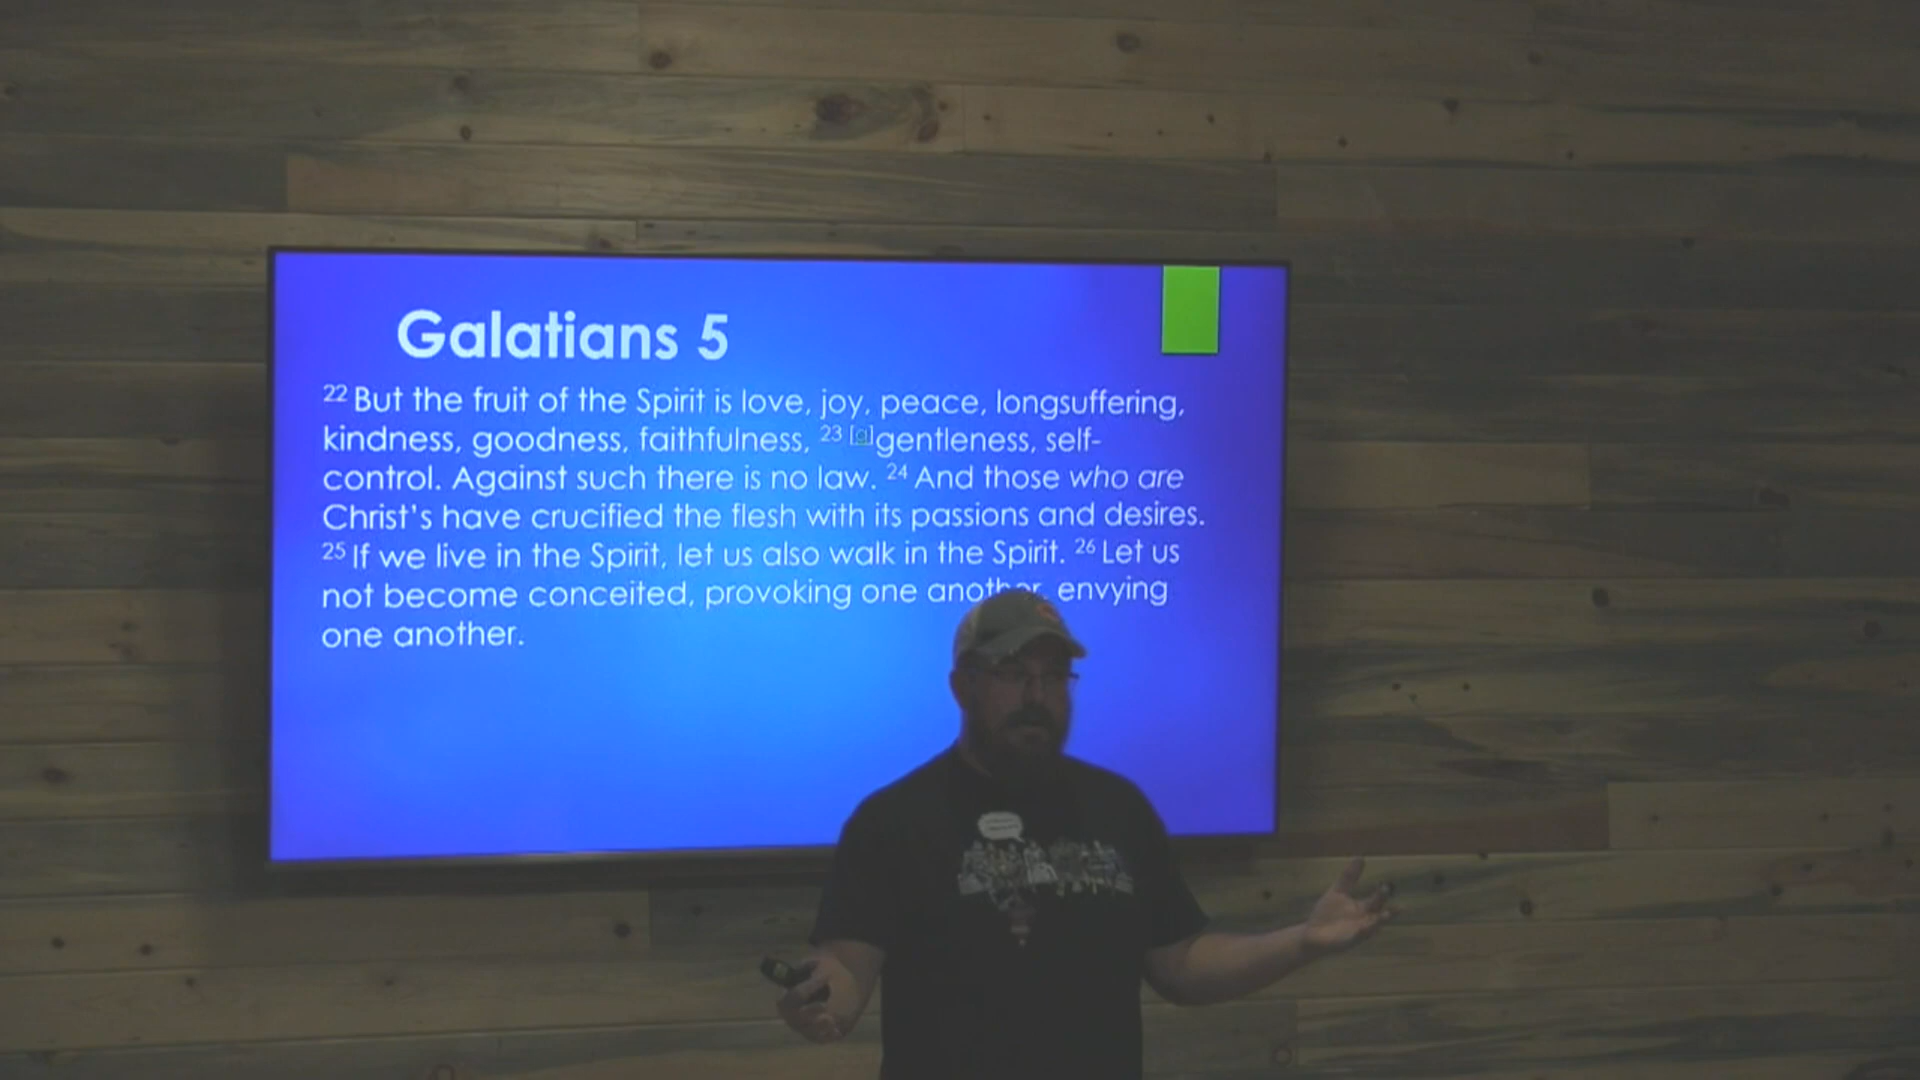 Galatians 5
22 But the fruit of the Spirit is love, joy, peace, longsuffering,
kindness, goodness, faithfulness, 23 [a]gentleness, self-
control. Against such there is no law. 24 And those who are
Christ's have crucified the flesh with its passions and desires.
25 If we live in the Spirit, let us also walk in the Spirit. 26 Let us
not become conceited, provoking one another, envying
one another.